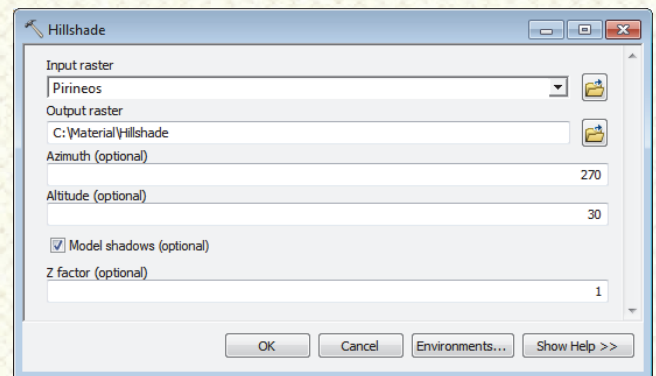 Hillshade
Input raster
Pirineos
Output raster
C:\Material\Hillshade
Azimuth (optional)
270
Altitude (optional)
30
Model shadows (optional)
Z factor (optional)
1
OK Cancel Environments... Show Help >>